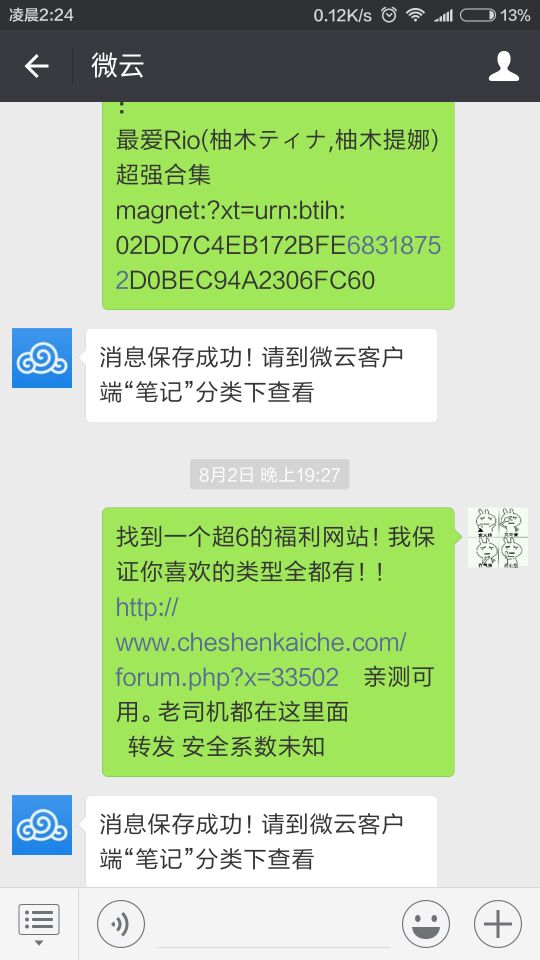 凌晨2:24
0.12K/s
13%
微云
!
最爱Rio(柚木ティナ,柚木提娜)
超强合集
magnet:?xt=urn:btih:
02DD7C4EB172BFE6831875
2D0BEC94A2306FC60
消息保存成功！请到微云客户
端“笔记”分类下查看
8月2日 晚上19:27
找到一个超6的福利网站！我保
证你喜欢的类型全都有！！
http://
www.cheshenkaiche.com/
forum.php?x=33502 亲测可
用。老司机都在这里面
转发 安全系数未知
消息保存成功！请到微云客户
端“笔记”分类下查看